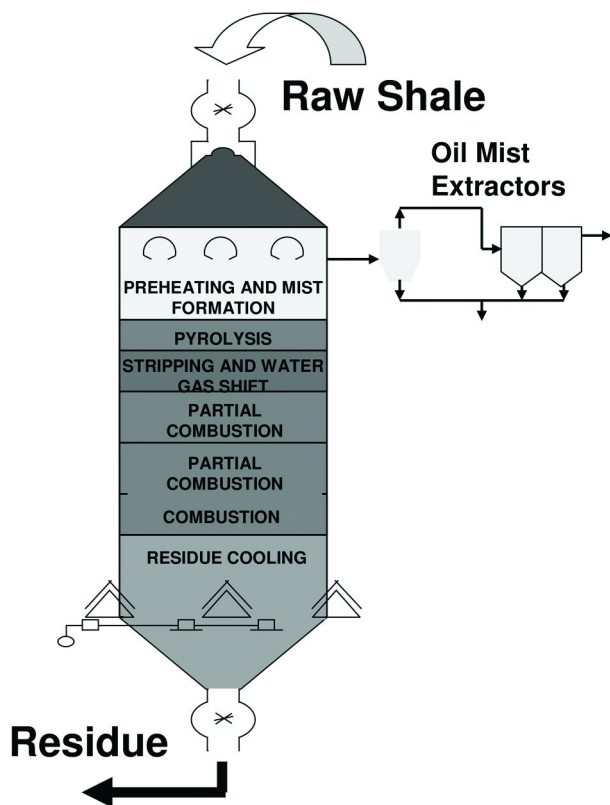 Raw Shale
Oil Mist
Extractors
PREHEATING AND MIST
FORMATION
PYROLYSIS
STRIPPING AND WATER
GAS SHIFT
PARTIAL
COMBUSTION
PARTIAL
COMBUSTION
COMBUSTION
RESIDUE COOLING
Residue